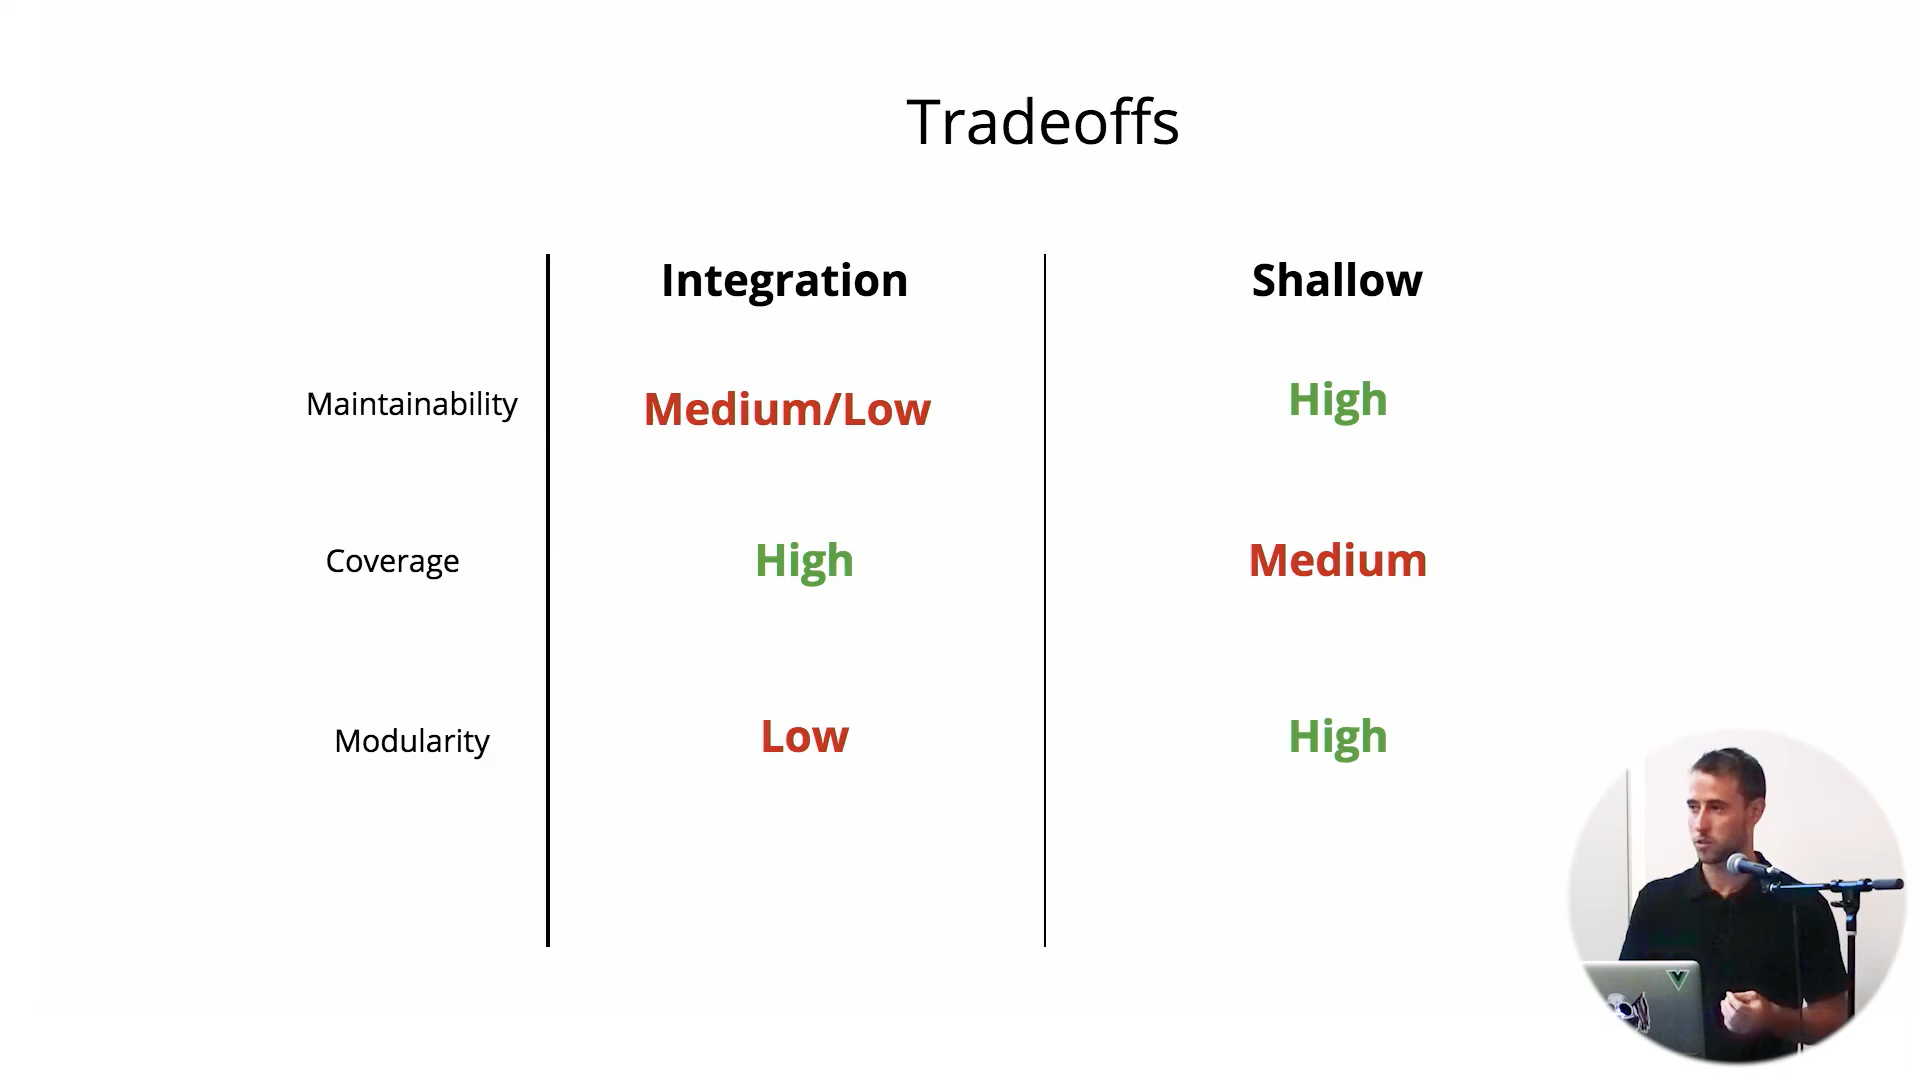 Tradeoffs
Integration Shallow
Maintainability Medium/Low High
Coverage High Medium
Modularity Low High